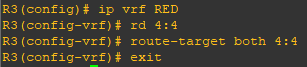 R3(config)# ip vrf RED
R3(config-vrf)# rd 4:4
R3(config-vrf)# route-target both 4:4
R3(config-vrf)# exit